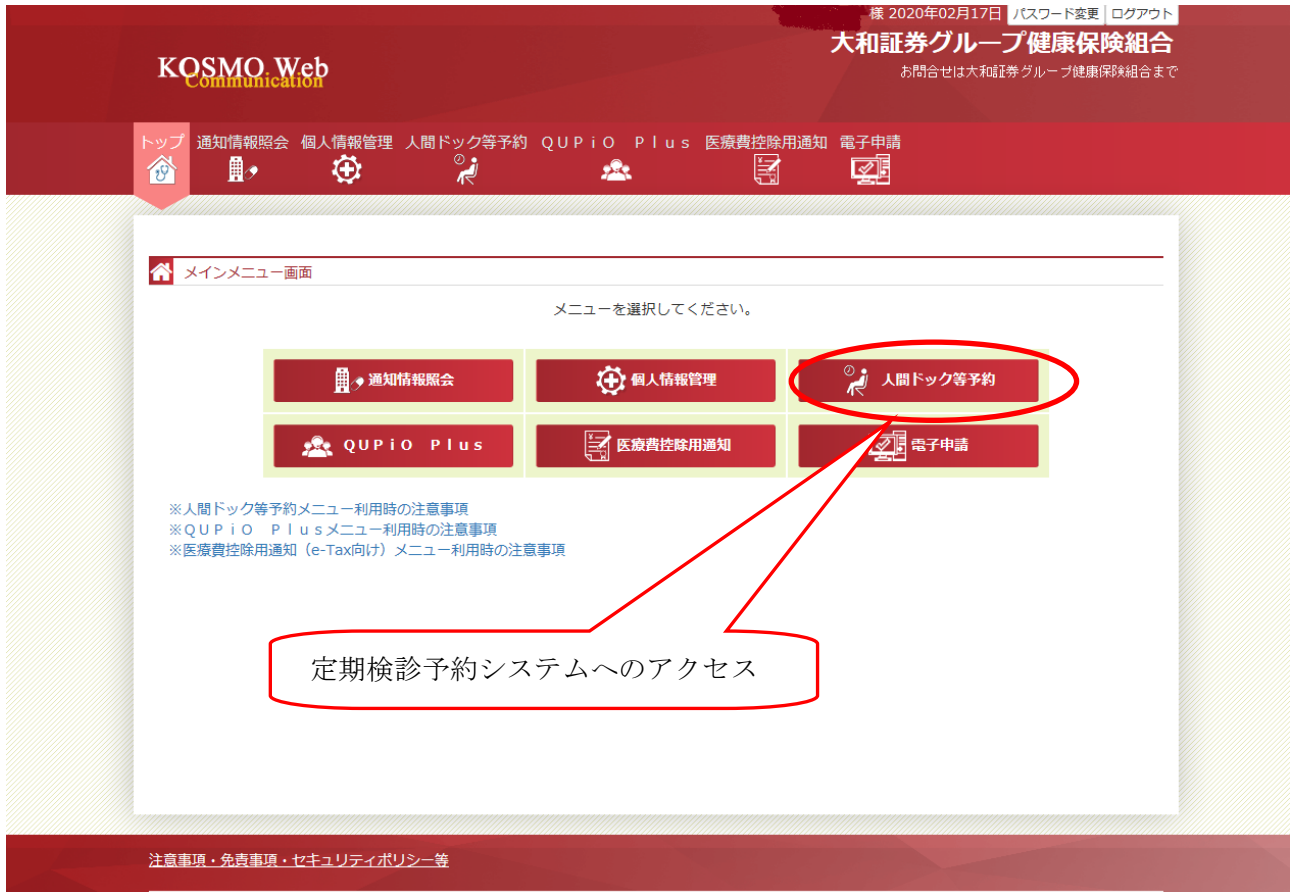 様 2020年02月17日 パスワード変更 ログアウト
大和証券グループ健康保険組合
KOSMO Web
Communication
お問合せは大和証券グループ健康保険組合まで
トップ 通知情報照会 個人情報管理 人間ドック等予約 ＱＵＰｉＯ　Ｐｌｕｓ 医療費控除用通知 電子申請
メインメニュー画面
メニューを選択してください。
通知情報照会 個人情報管理 人間ドック等予約
ＱＵＰｉＯ　Ｐｌｕｓ 医療費控除用通知 電子申請
※人間ドック等予約メニュー利用時の注意事項
※ＱＵＰｉＯ　Ｐｌｕｓメニュー利用時の注意事項
※医療費控除用通知（e-Tax向け）メニュー利用時の注意事項
定期検診予約システムへのアクセス
注意事項・免責事項・セキュリティポリシー等